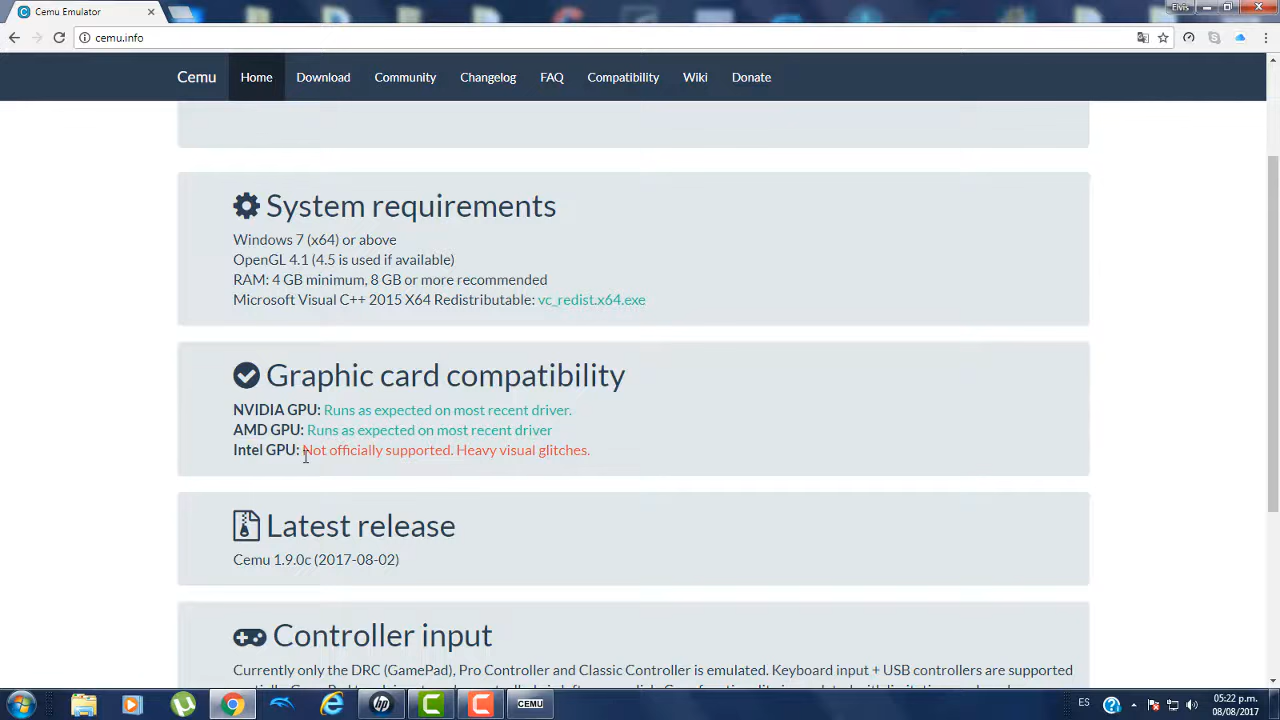 Cemu Emulator
Elvis
cemu.info
Cemu Home Download Community Changelog FAQ Compatibility Wiki Donate
System requirements
Windows 7 (x64) or above
OpenGL 4.1 (4.5 is used if available)
RAM: 4 GB minimum, 8 GB or more recommended
Microsoft Visual C++ 2015 X64 Redistributable: vc_redist.x64.exe
Graphic card compatibility
NVIDIA GPU: Runs as expected on most recent driver.
AMD GPU: Runs as expected on most recent driver
Intel GPU: Not officially supported. Heavy visual glitches.
Latest release
Cemu 1.9.0c (2017-08-02)
Controller input
Currently only the DRC (GamePad), Pro Controller and Classic Controller is emulated. Keyboard input + USB controllers are supported
CEMU
ES
05:22 p.m.
08/08/2017